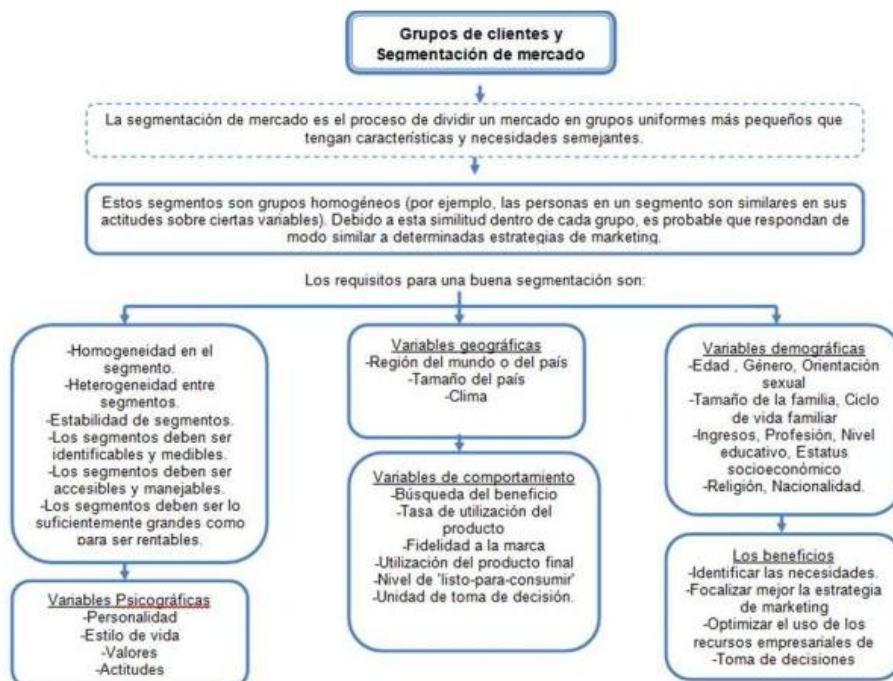 Grupos de clientes y
Segmentación de mercado
La segmentación de mercado es el proceso de dividir un mercado en grupos uniformes más pequeños que
tengan características y necesidades semejantes.
Estos segmentos son grupos homogéneos (por ejemplo, las personas en un segmento son similares en sus
actitudes sobre ciertas variables). Debido a esta similitud dentro de cada grupo, es probable que respondan de
modo similar a determinadas estrategias de marketing.
Los requisitos para una buena segmentación son:
-Homogeneidad en el
segmento.
-Heterogeneidad entre
segmentos.
-Estabilidad de segmentos.
-Los segmentos deben ser
identificables y medibles.
-Los segmentos deben ser
accesibles y manejables.
-Los segmentos deben ser lo
suficientemente grandes como
para ser rentables.
Variables Psicográficas
-Personalidad
-Estilo de vida
-Valores
-Actitudes
Variables geográficas
-Región del mundo o del país
-Tamaño del país
-Clima
Variables de comportamiento
-Búsqueda del beneficio
-Tasa de utilización del
producto
-Fidelidad a la marca
-Utilización del producto final
-Nivel de 'listo-para-consumir'
-Unidad de toma de decisión.
Variables demográficas
-Edad , Género, Orientación
sexual
-Tamaño de la familia, Ciclo
de vida familiar
-Ingresos, Profesión, Nivel
educativo, Estatus
socioeconómico
-Religión, Nacionalidad.
Los beneficios
-Identificar las necesidades.
-Focalizar mejor la estrategia
de marketing
-Optimizar el uso de los
recursos empresariales de
-Toma de decisiones